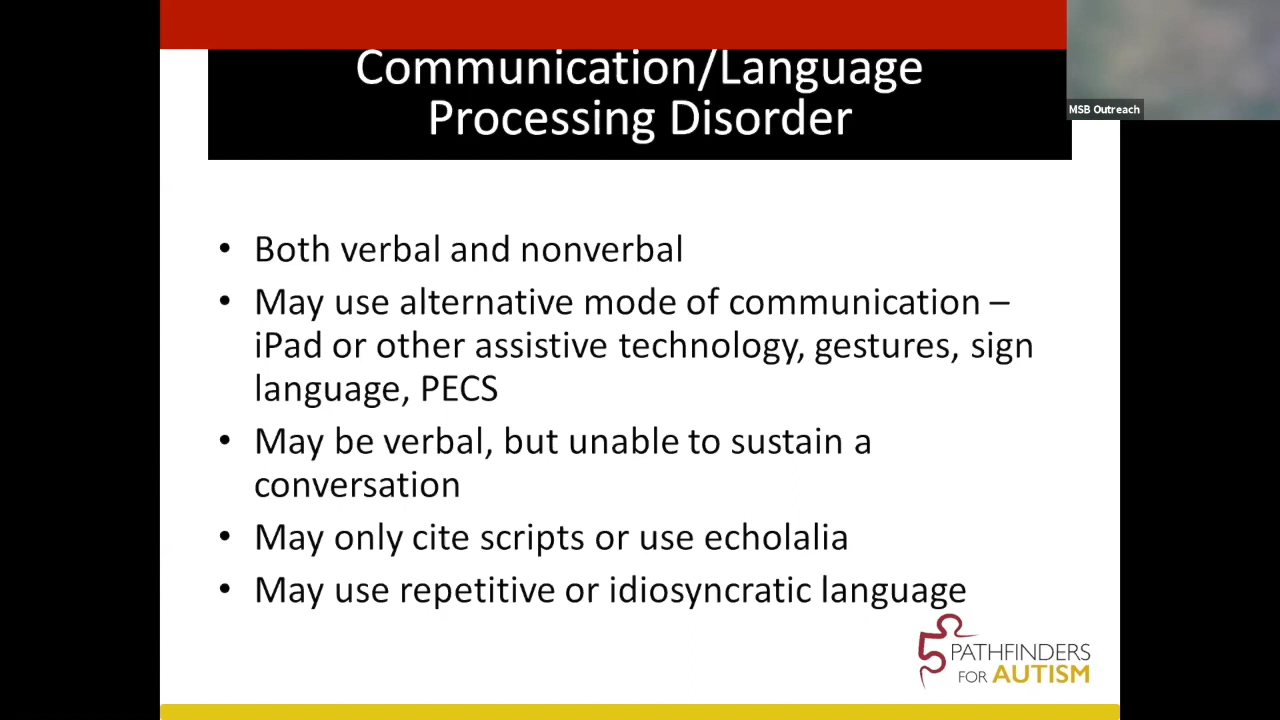 Communication/Language
Processing Disorder
MSB Outreach
• Both verbal and nonverbal
• May use alternative mode of communication –
iPad or other assistive technology, gestures, sign
language, PECS
• May be verbal, but unable to sustain a
conversation
• May only cite scripts or use echolalia
• May use repetitive or idiosyncratic language
PATHFINDERS
FOR AUTISM